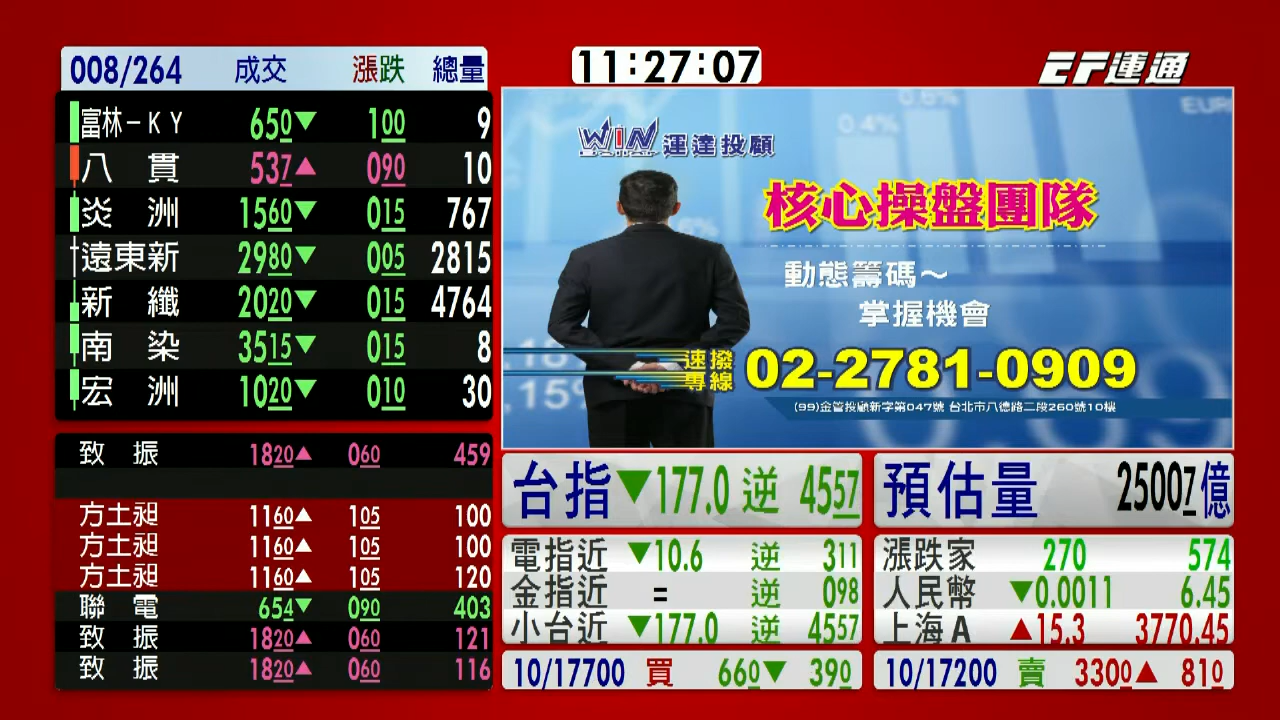 008/264 成交 漲跌 總量
富林－ＫＹ 650▼ 100 9
八貫 537▲ 090 10
炎洲 1560▼ 015 767
遠東新 2980▼ 005 2815
新纖 2020▼ 015 4764
南染 3515▼ 015 8
宏洲 1020▼ 010 30
致振 1820▲ 060 459
方土昶 1160▲ 105 100
方土昶 1160▲ 105 100
方土昶 1160▲ 105 120
聯電 654▼ 090 403
致振 1820▲ 060 121
致振 1820▲ 060 116
11:27:07
EF運通
WIN 運達投顧
核心操盤團隊
動態籌碼～
掌握機會
速撥專線 02-2781-0909
(99)金管投顧新字第047號 台北市八德路二段260號10樓
0.6%
0.4%
EUR
台指▼177.0 逆 4557
預估量 25007億
電指近 ▼10.6 逆 311
金指近 = 逆 098
小台近 ▼177.0 逆 4557
漲跌家 270 574
人民幣 ▼0.0011 6.45
上海A ▲15.3 3770.45
10/17700 買 660▼ 390
10/17200 賣 3300▲ 810